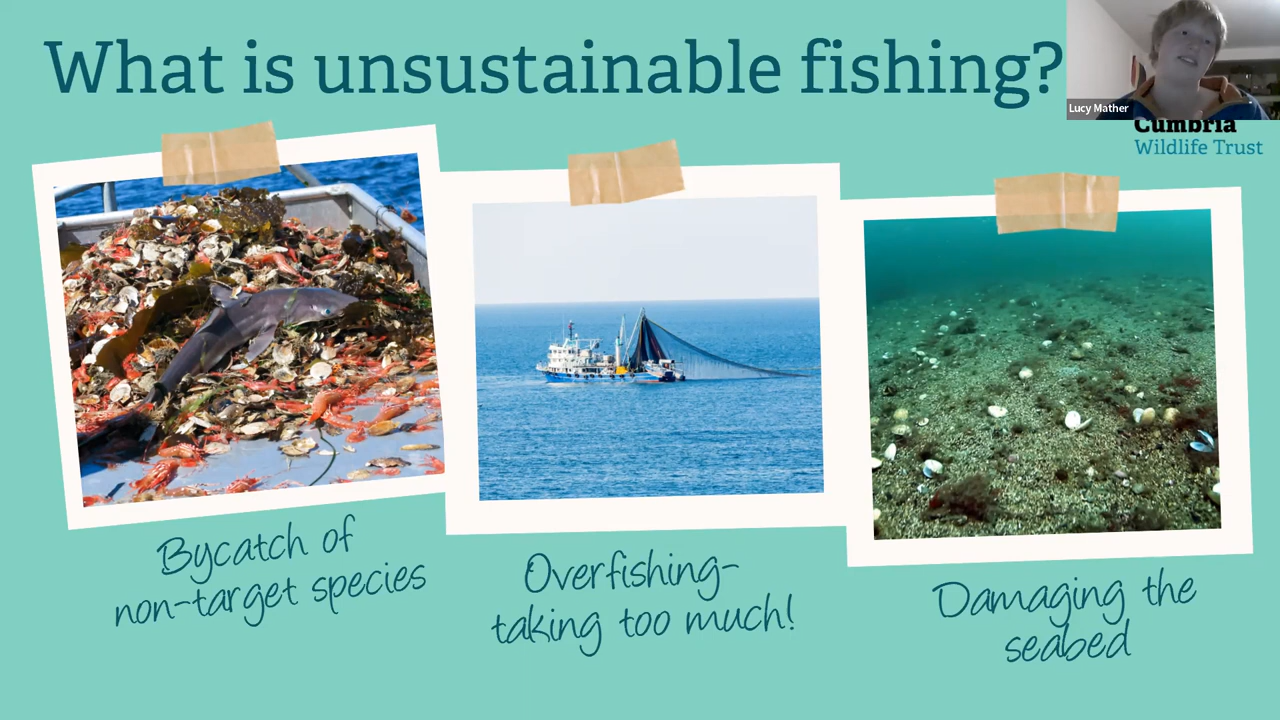 What is unsustainable fishing?
Lucy Mather
Cumbria
Wildlife Trust
Bycatch of
non-target species
Overfishing-
taking too much!
Damaging the
seabed